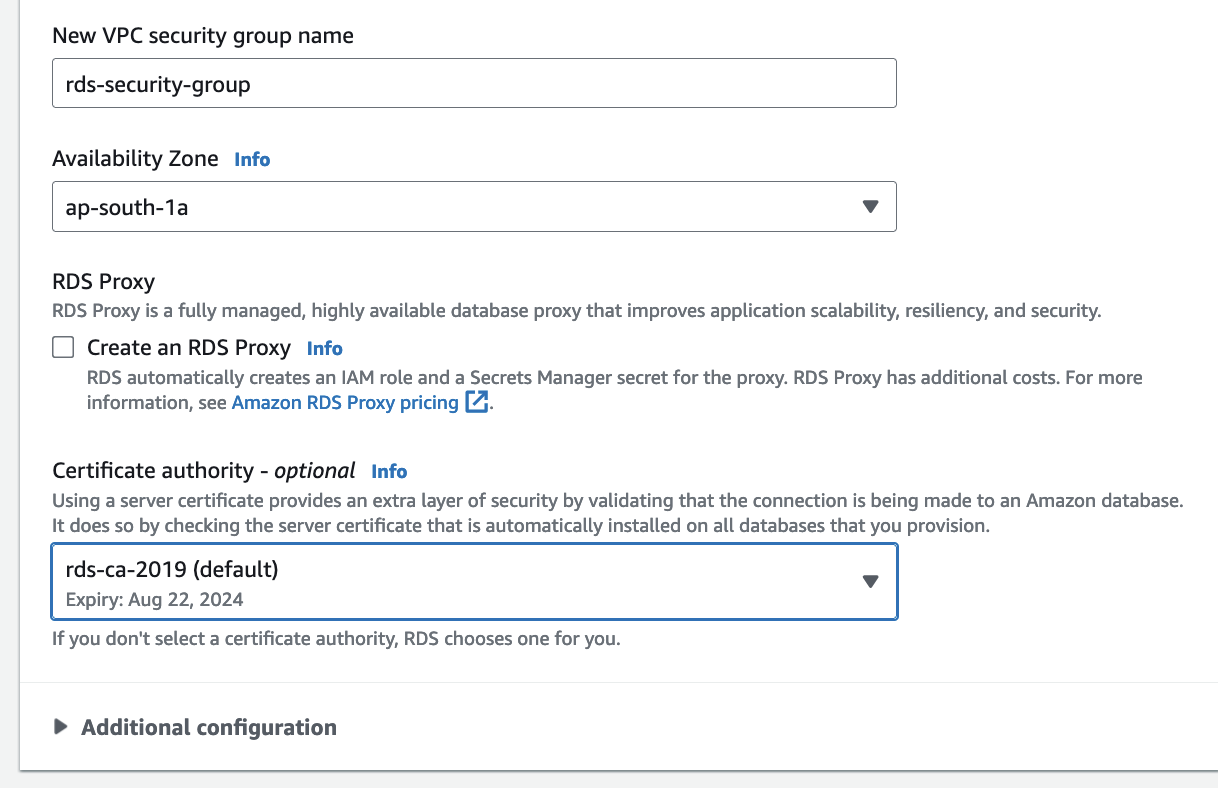 New VPC security group name
rds-security-group
Availability Zone Info
ap-south-1a
RDS Proxy
RDS Proxy is a fully managed, highly available database proxy that improves application scalability, resiliency, and security.
Create an RDS Proxy Info
RDS automatically creates an IAM role and a Secrets Manager secret for the proxy. RDS Proxy has additional costs. For more
information, see Amazon RDS Proxy pricing.
Certificate authority - optional Info
Using a server certificate provides an extra layer of security by validating that the connection is being made to an Amazon database.
It does so by checking the server certificate that is automatically installed on all databases that you provision.
rds-ca-2019 (default)
Expiry: Aug 22, 2024
If you don't select a certificate authority, RDS chooses one for you.
Additional configuration